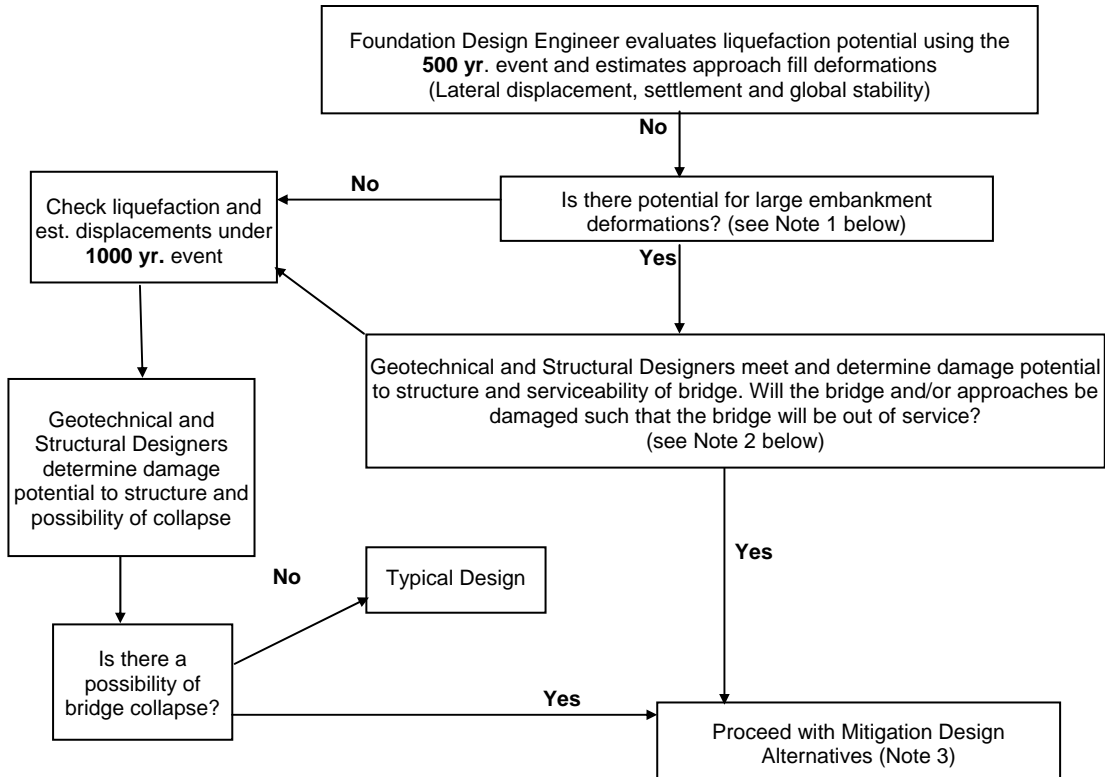 Foundation Design Engineer evaluates liquefaction potential using the
500 yr. event and estimates approach fill deformations
(Lateral displacement, settlement and global stability)
No
No
Is there potential for large embankment
deformations? (see Note 1 below)
Check liquefaction and
est. displacements under
1000 yr. event
Yes
Geotechnical and Structural Designers meet and determine damage potential
to structure and serviceability of bridge. Will the bridge and/or approaches be
damaged such that the bridge will be out of service?
(see Note 2 below)
Geotechnical and
Structural Designers
determine damage
potential to structure and
possibility of collapse
Yes
No
Typical Design
Is there a
possibility of
bridge collapse?
Yes
Proceed with Mitigation Design
Alternatives (Note 3)